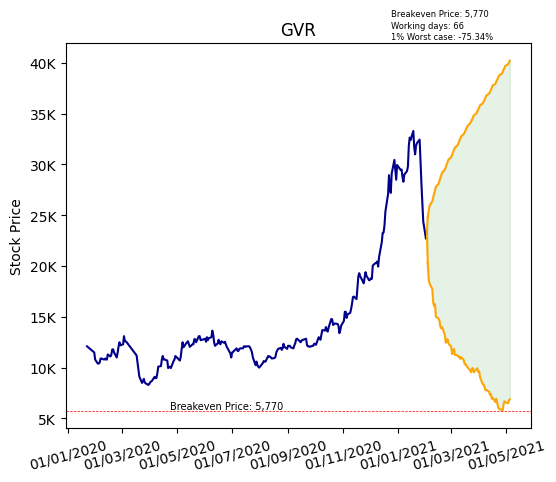 Breakeven Price: 5,770
Working days: 66
1% Worst case: -75.34%
GVR
Stock Price
40K
35K
30K
25K
20K
15K
10K
5K
Breakeven Price: 5,770
01/01/2020
01/03/2020
01/05/2020
01/07/2020
01/09/2020
01/11/2020
01/01/2021
01/03/2021
01/05/2021